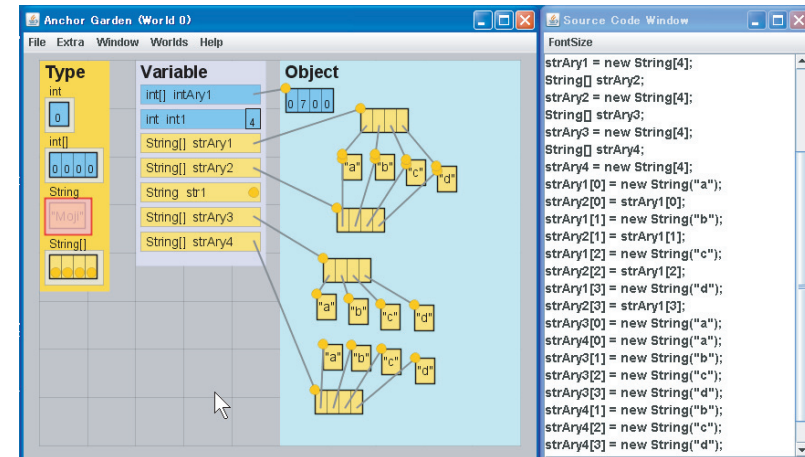 Anchor Garden (World 0)
File Extra Window Worlds Help
Type
int
0
int[]
0 0 0 0
String
"Moji"
String[]
Variable
int[] intAry1
int int1 4
String[] strAry1
String[] strAry2
String str1
String[] strAry3
String[] strAry4
Object
0 7 0 0
"a" "b" "c" "d"
"a" "b" "c" "d"
"a" "b" "c" "d"
Source Code Window
FontSize
strAry1 = new String[4];
String[] strAry2;
strAry2 = new String[4];
String[] strAry3;
strAry3 = new String[4];
String[] strAry4;
strAry4 = new String[4];
strAry1[0] = new String("a");
strAry2[0] = strAry1[0];
strAry1[1] = new String("b");
strAry2[1] = strAry1[1];
strAry1[2] = new String("c");
strAry2[2] = strAry1[2];
strAry1[3] = new String("d");
strAry2[3] = strAry1[3];
strAry3[0] = new String("a");
strAry4[0] = new String("a");
strAry3[1] = new String("b");
strAry3[2] = new String("c");
strAry3[3] = new String("d");
strAry4[1] = new String("b");
strAry4[2] = new String("c");
strAry4[3] = new String("d");